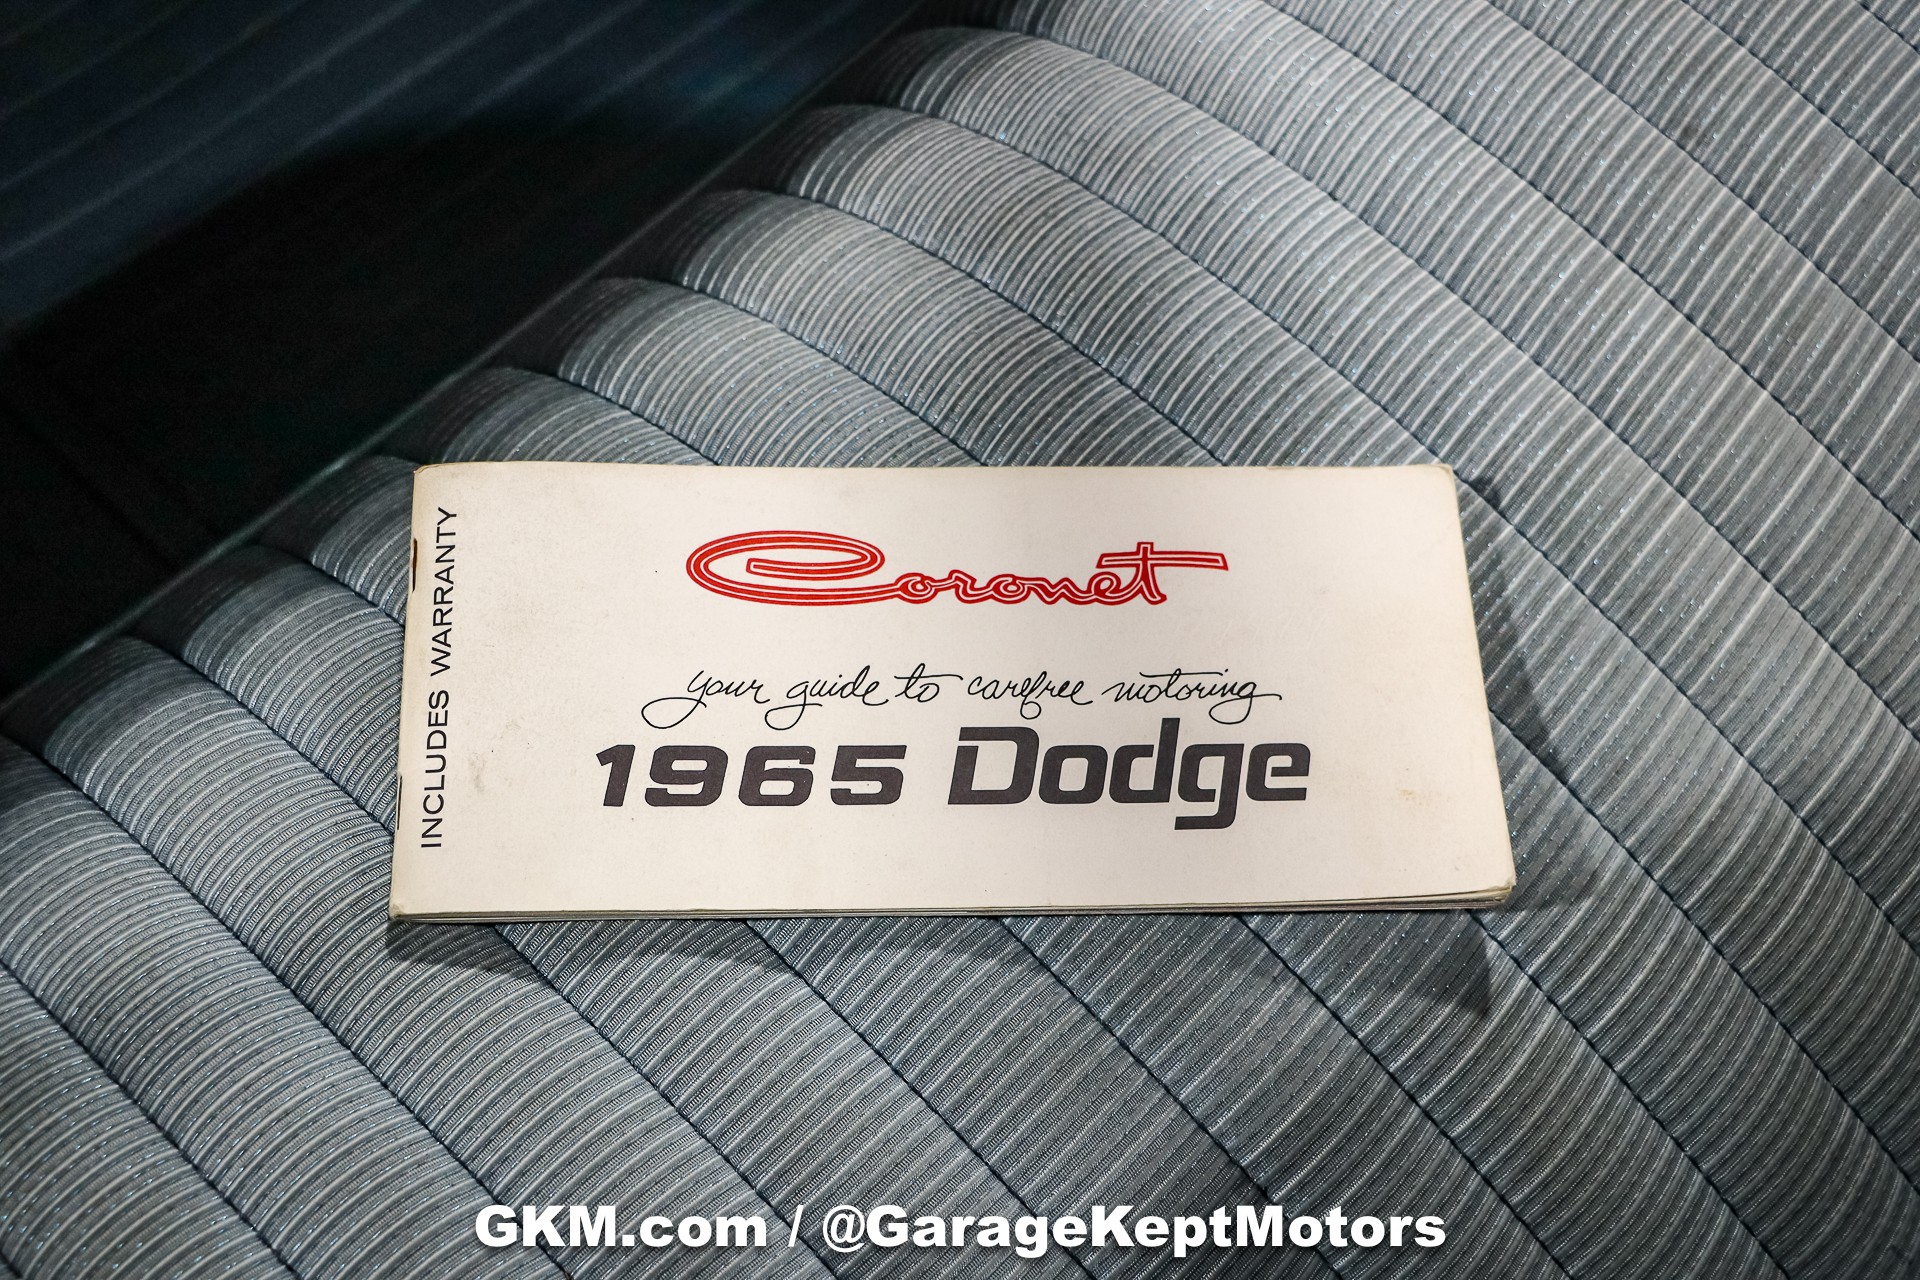 INCLUDES WARRANTY
Coronet
your guide to carefree motoring
1965 Dodge
GKM.com / @GarageKeptMotors